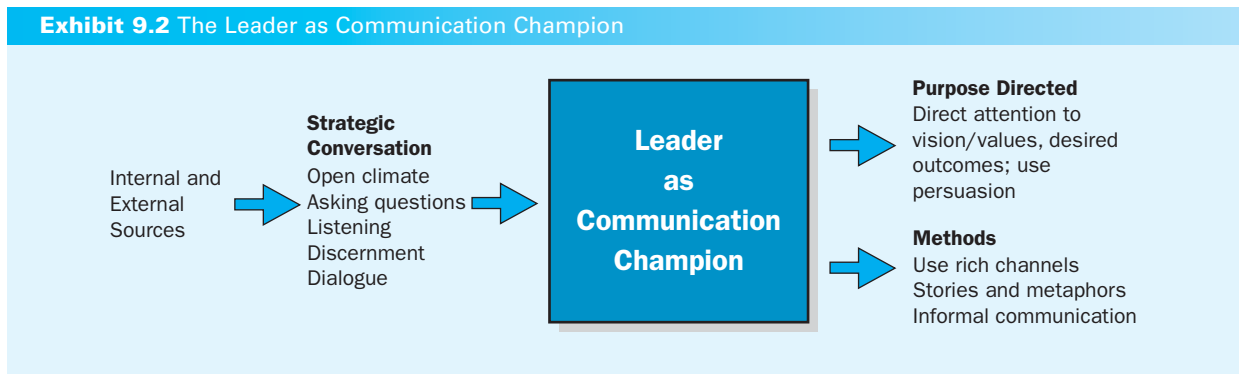 Exhibit 9.2 The Leader as Communication Champion
Internal and
External
Sources
Strategic
Conversation
Open climate
Asking questions
Listening
Discernment
Dialogue
Leader
as
Communication
Champion
Purpose Directed
Direct attention to
vision/values, desired
outcomes; use
persuasion
Methods
Use rich channels
Stories and metaphors
Informal communication